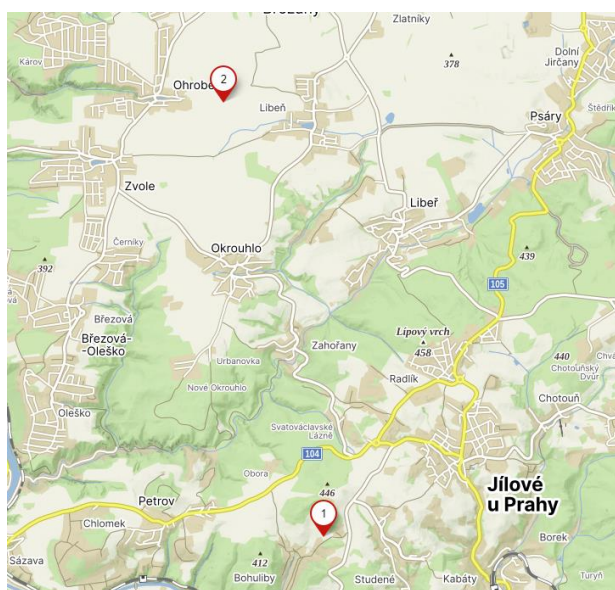 Zlatníky
Károv
378
Dolní
Jirčany
2
Libeň
Psáry
Zvole
Libeř
Černíky
Okrouhlo
439
392
105
Březová
Březová-
-Oleško
Zahořany
Lipový vrch
458
440
Chotouňský
Dvůr
Urbanovka
Radlík
Nové Okrouhlo
Chotouň
Oleško
Svatováclavské
Lázně
104
Obora
446
Jílové
u Prahy
Petrov
1
Chlomek
Borek
Sázava
412
Bohuliby
Studené
Kabáty
Turyň